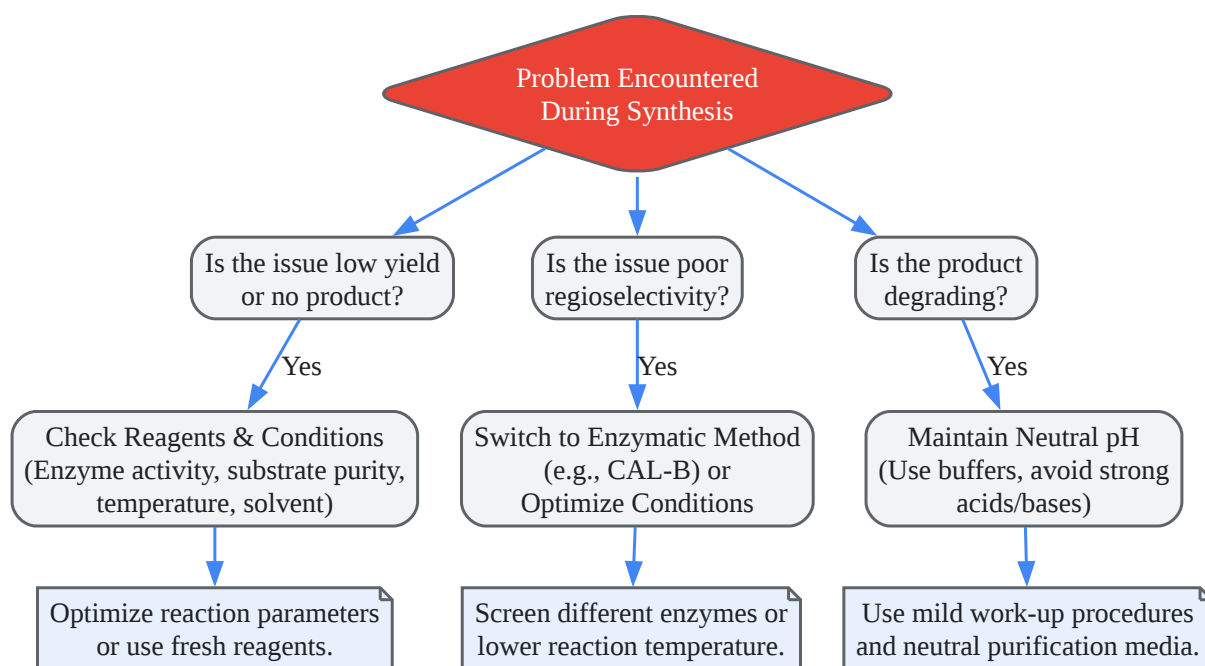 Problem Encountered
During Synthesis
Is the issue low yield
or no product?
Is the issue poor
regioselectivity?
Is the product
degrading?
Yes
Yes
Yes
Check Reagents & Conditions
(Enzyme activity, substrate purity,
temperature, solvent)
Switch to Enzymatic Method
(e.g., CAL-B) or
Optimize Conditions
Maintain Neutral pH
(Use buffers, avoid strong
acids/bases)
Optimize reaction parameters
or use fresh reagents.
Screen different enzymes or
lower reaction temperature.
Use mild work-up procedures
and neutral purification media.